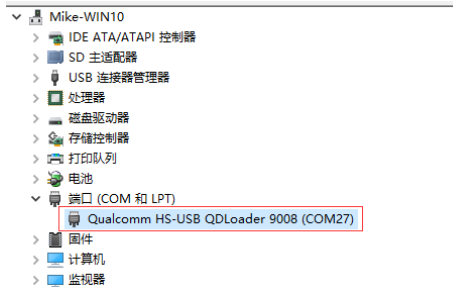 Mike-WIN10
IDE ATA/ATAPI 控制器
SD 主适配器
USB 连接器管理器
处理器
磁盘驱动器
存储控制器
打印队列
电池
端口 (COM 和 LPT)
Qualcomm HS-USB QDLoader 9008 (COM27)
固件
计算机
监视器